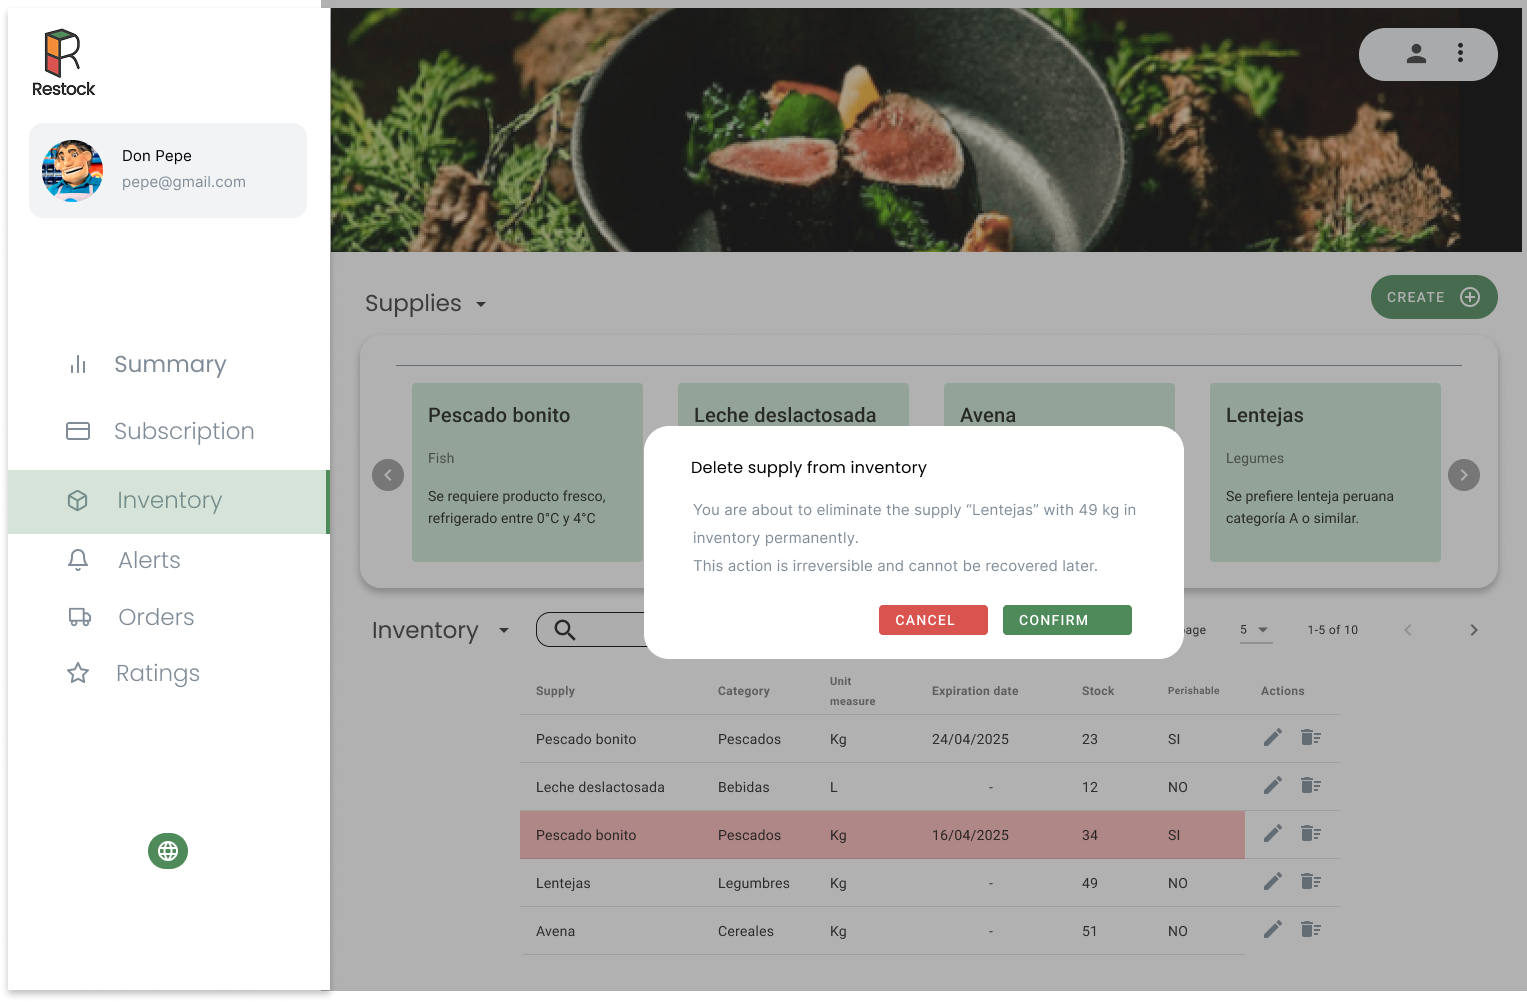 Restock
Don Pepe
pepe@gmail.com
Summary
Subscription
Inventory
Alerts
Orders
Ratings
Supplies
CREATE
Pescado bonito
Fish
Se requiere producto fresco,
refrigerado entre 0°C y 4°C
Leche deslactosada
Avena
Lentejas
Legumes
Se prefiere lenteja peruana
categoría A o similar.
Delete supply from inventory
You are about to eliminate the supply “Lentejas” with 49 kg in
inventory permanently.
This action is irreversible and cannot be recovered later.
CANCEL CONFIRM
Inventory
page 5 1-5 of 10
Supply Category Unit measure Expiration date Stock Perishable Actions
Pescado bonito Pescados Kg 24/04/2025 23 SI
Leche deslactosada Bebidas L - 12 NO
Pescado bonito Pescados Kg 16/04/2025 34 SI
Lentejas Legumbres Kg - 49 NO
Avena Cereales Kg - 51 NO